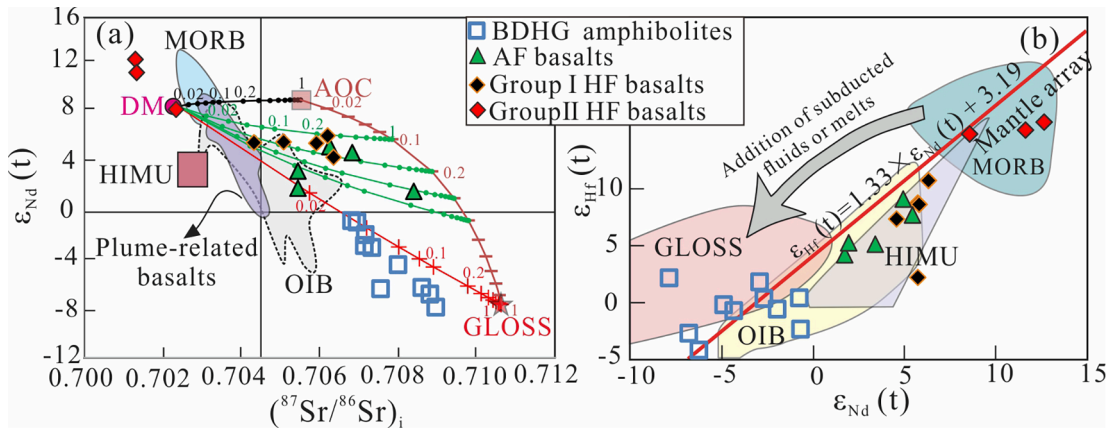 (a)
MORB
DM
0.02
0.1
0.2
1
AOC
0.02
0.1
0.2
1
0.1
0.2
HIMU
Plume-related
basalts
OIB
0.1
0.2
GLOSS
16
12
8
4
0
-4
-8
-12
εNd (t)
0.700
0.702
0.704
0.706
0.708
0.710
0.712
(87Sr/86Sr)i
BDHG amphibolites
AF basalts
Group I HF basalts
GroupII HF basalts
(b)
Addition of subducted
fluids or melts
εHf (t)=1.33 × εNd (t) + 3.19
Mantle array
MORB
GLOSS
HIMU
OIB
10
5
0
-5
εHf (t)
-10
-5
0
5
10
15
εNd (t)